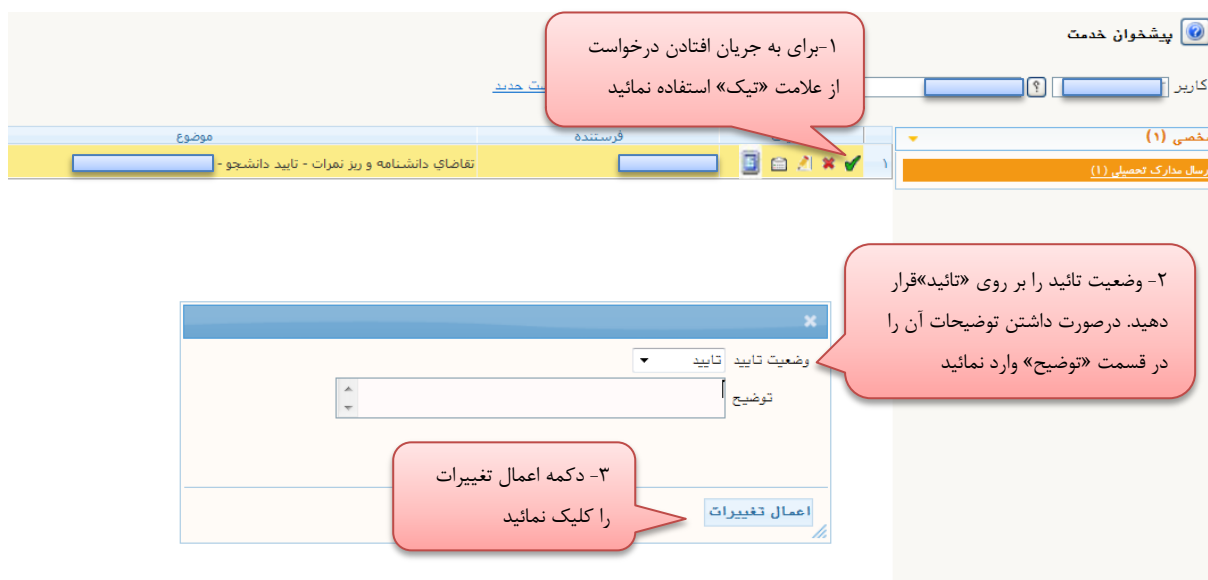 پیشخوان خدمت
۱-برای به جریان افتادن درخواست
از علامت «تیک» استفاده نمائید
کاربر
؟
حدید
فرستنده
موضوع
(۱)
۱
تقاضاي دانشنامه و ریز نمرات - تایید دانشجو -
مدارک تحصیلی (۱)
۲- وضعیت تائید را بر روی «تائید»قرار
دهید. درصورت داشتن توضیحات آن را
در قسمت «توضیح» وارد نمائید
وضعیت تایید تایید
توضیح
۳- دکمه اعمال تغییرات
را کلیک نمائید
اعمال تغییرات